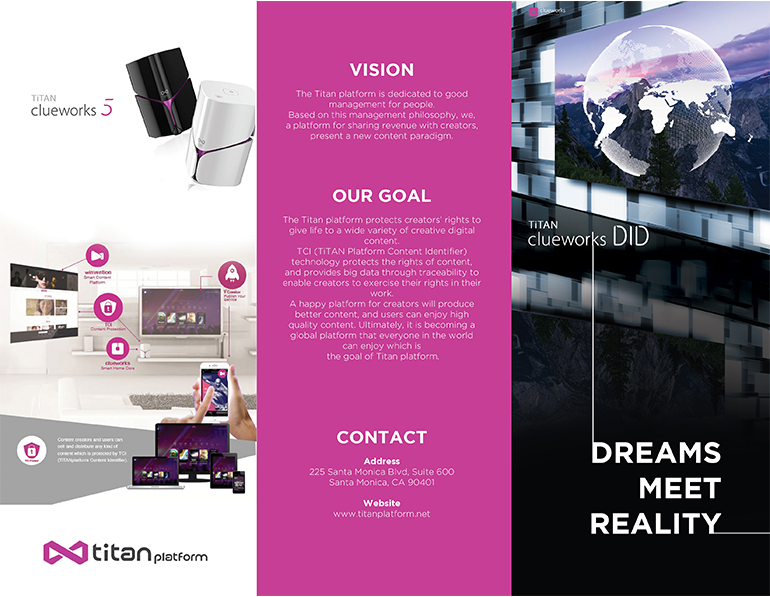 TiTAN
clueworks 5
winvention
Smart Content
Platform
TCI
Content Protection
clueworks
Smart Home Core
Publish Your
Content creators and users can
sell and distribute any kind of
content which is protected by TCI
(TiTANplatform Content Identifier)
titan platform
VISION
The Titan platform is dedicated to good
management for people.
Based on this management philosophy, we,
a platform for sharing revenue with creators,
present a new content paradigm.
OUR GOAL
The Titan platform protects creators' rights to
give life to a wide variety of creative digital
content.
TCI (TiTAN Platform Content Identifier)
technology protects the rights of content,
and provides big data through traceability to
enable creators to exercise their rights in their
work.
A happy platform for creators will produce
better content, and users can enjoy high
quality content. Ultimately, it is becoming a
global platform that everyone in the world
can enjoy which is
the goal of Titan platform.
CONTACT
Address
225 Santa Monica Blvd, Suite 600
Santa Monica, CA 90401
Website
www.titanplatform.net
clueworks
TiTAN
clueworks DID
DREAMS
MEET
REALITY